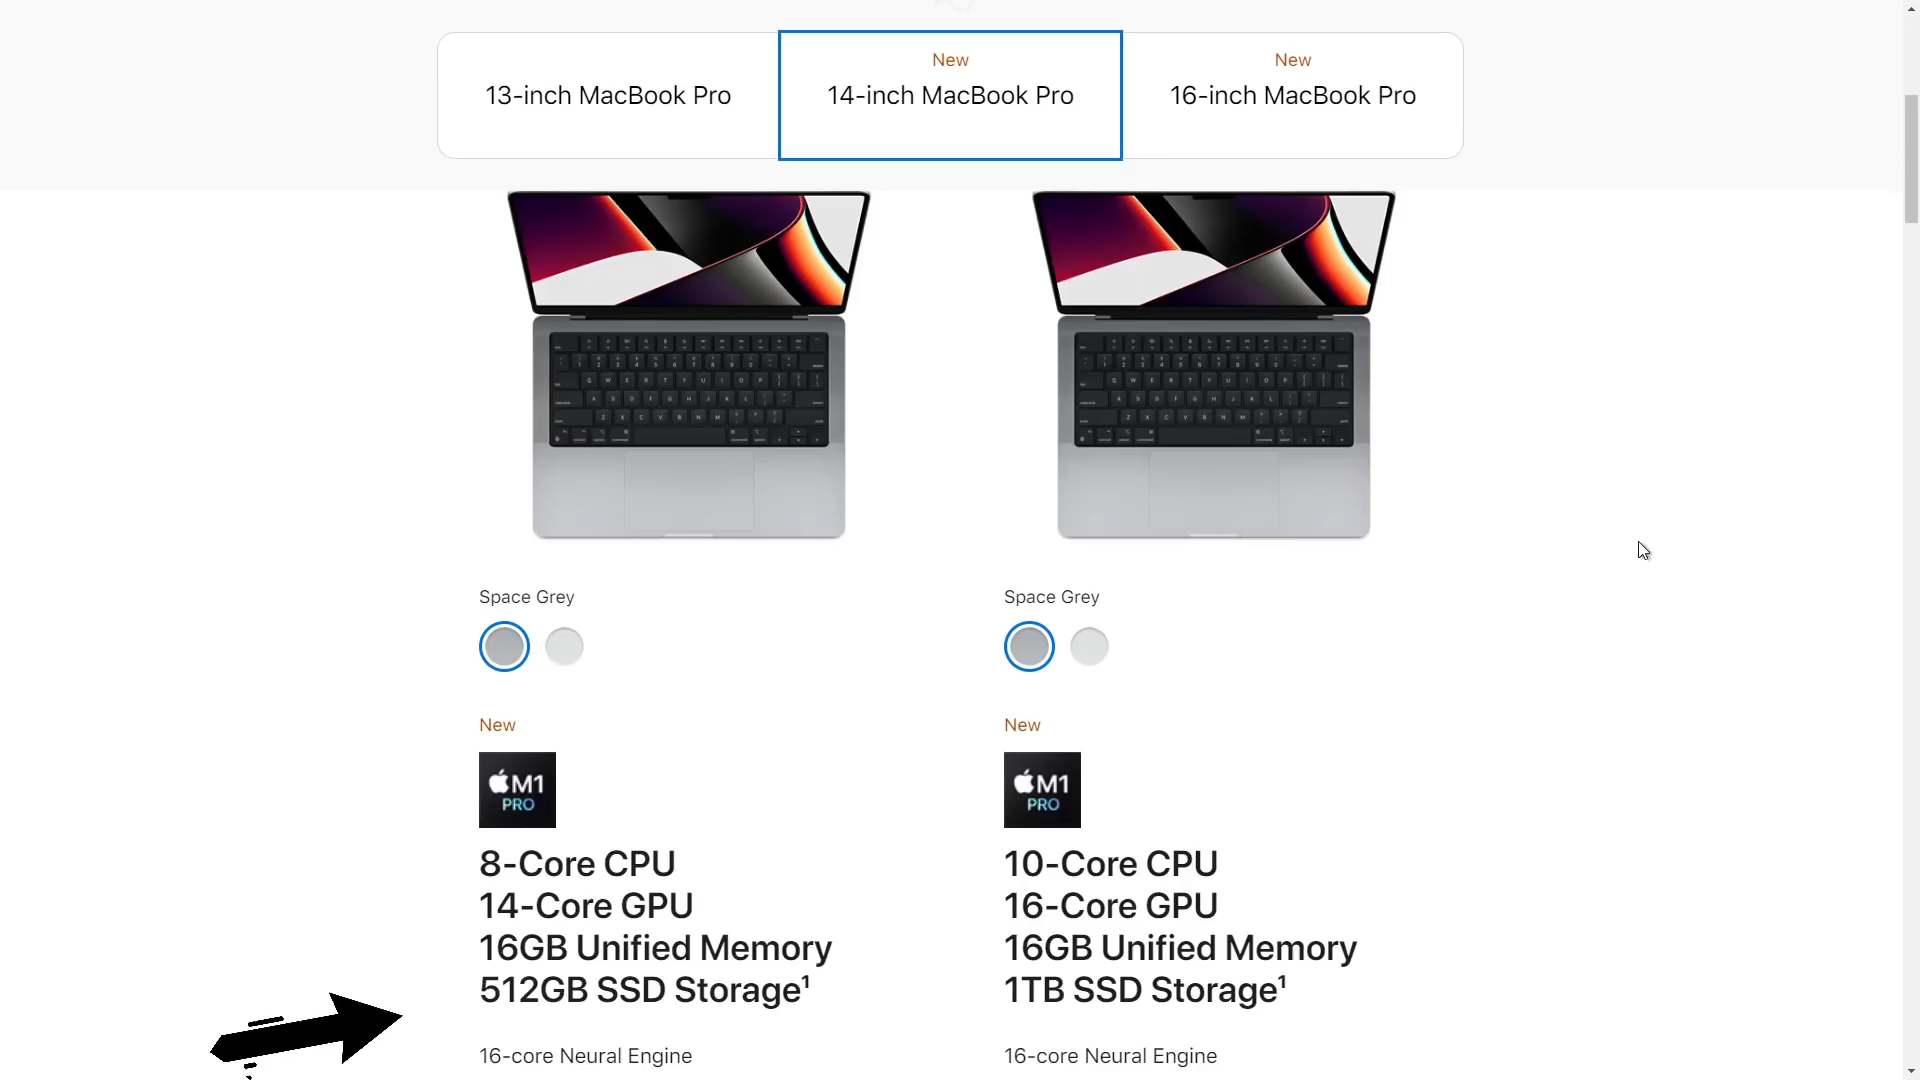 New
New
13-inch MacBook Pro
14-inch MacBook Pro
16-inch MacBook Pro
Space Grey
Space Grey
New
New
M1
PRO
M1
PRO
8-Core CPU
14-Core GPU
16GB Unified Memory
512GB SSD Storage¹
10-Core CPU
16-Core GPU
16GB Unified Memory
1TB SSD Storage¹
16-core Neural Engine
16-core Neural Engine